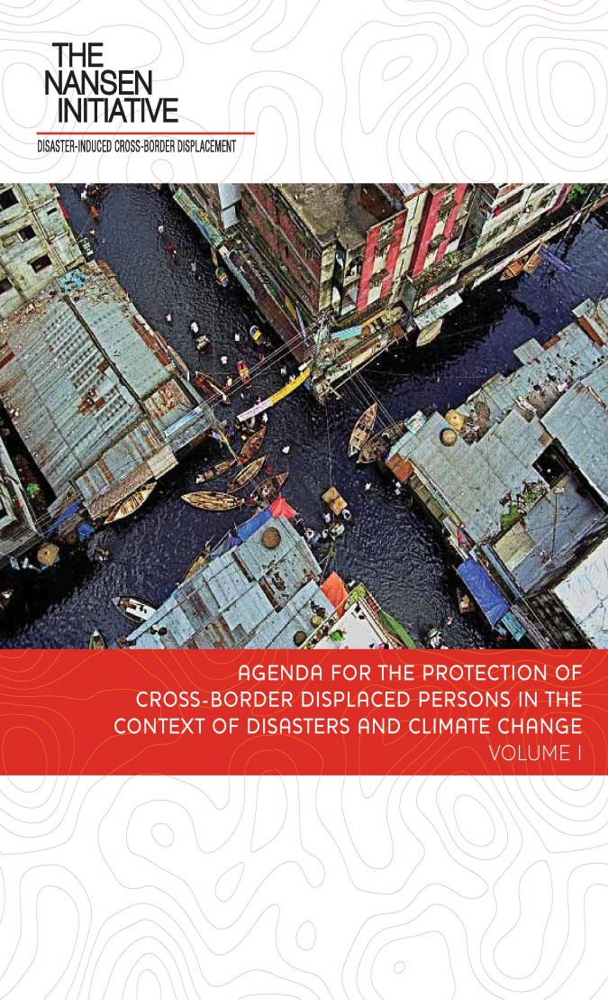 THE
NANSEN
INITIATIVE
DISASTER-INDUCED CROSS-BORDER DISPLACEMENT
AGENDA FOR THE PROTECTION OF
CROSS-BORDER DISPLACED PERSONS IN THE
CONTEXT OF DISASTERS AND CLIMATE CHANGE
VOLUME I